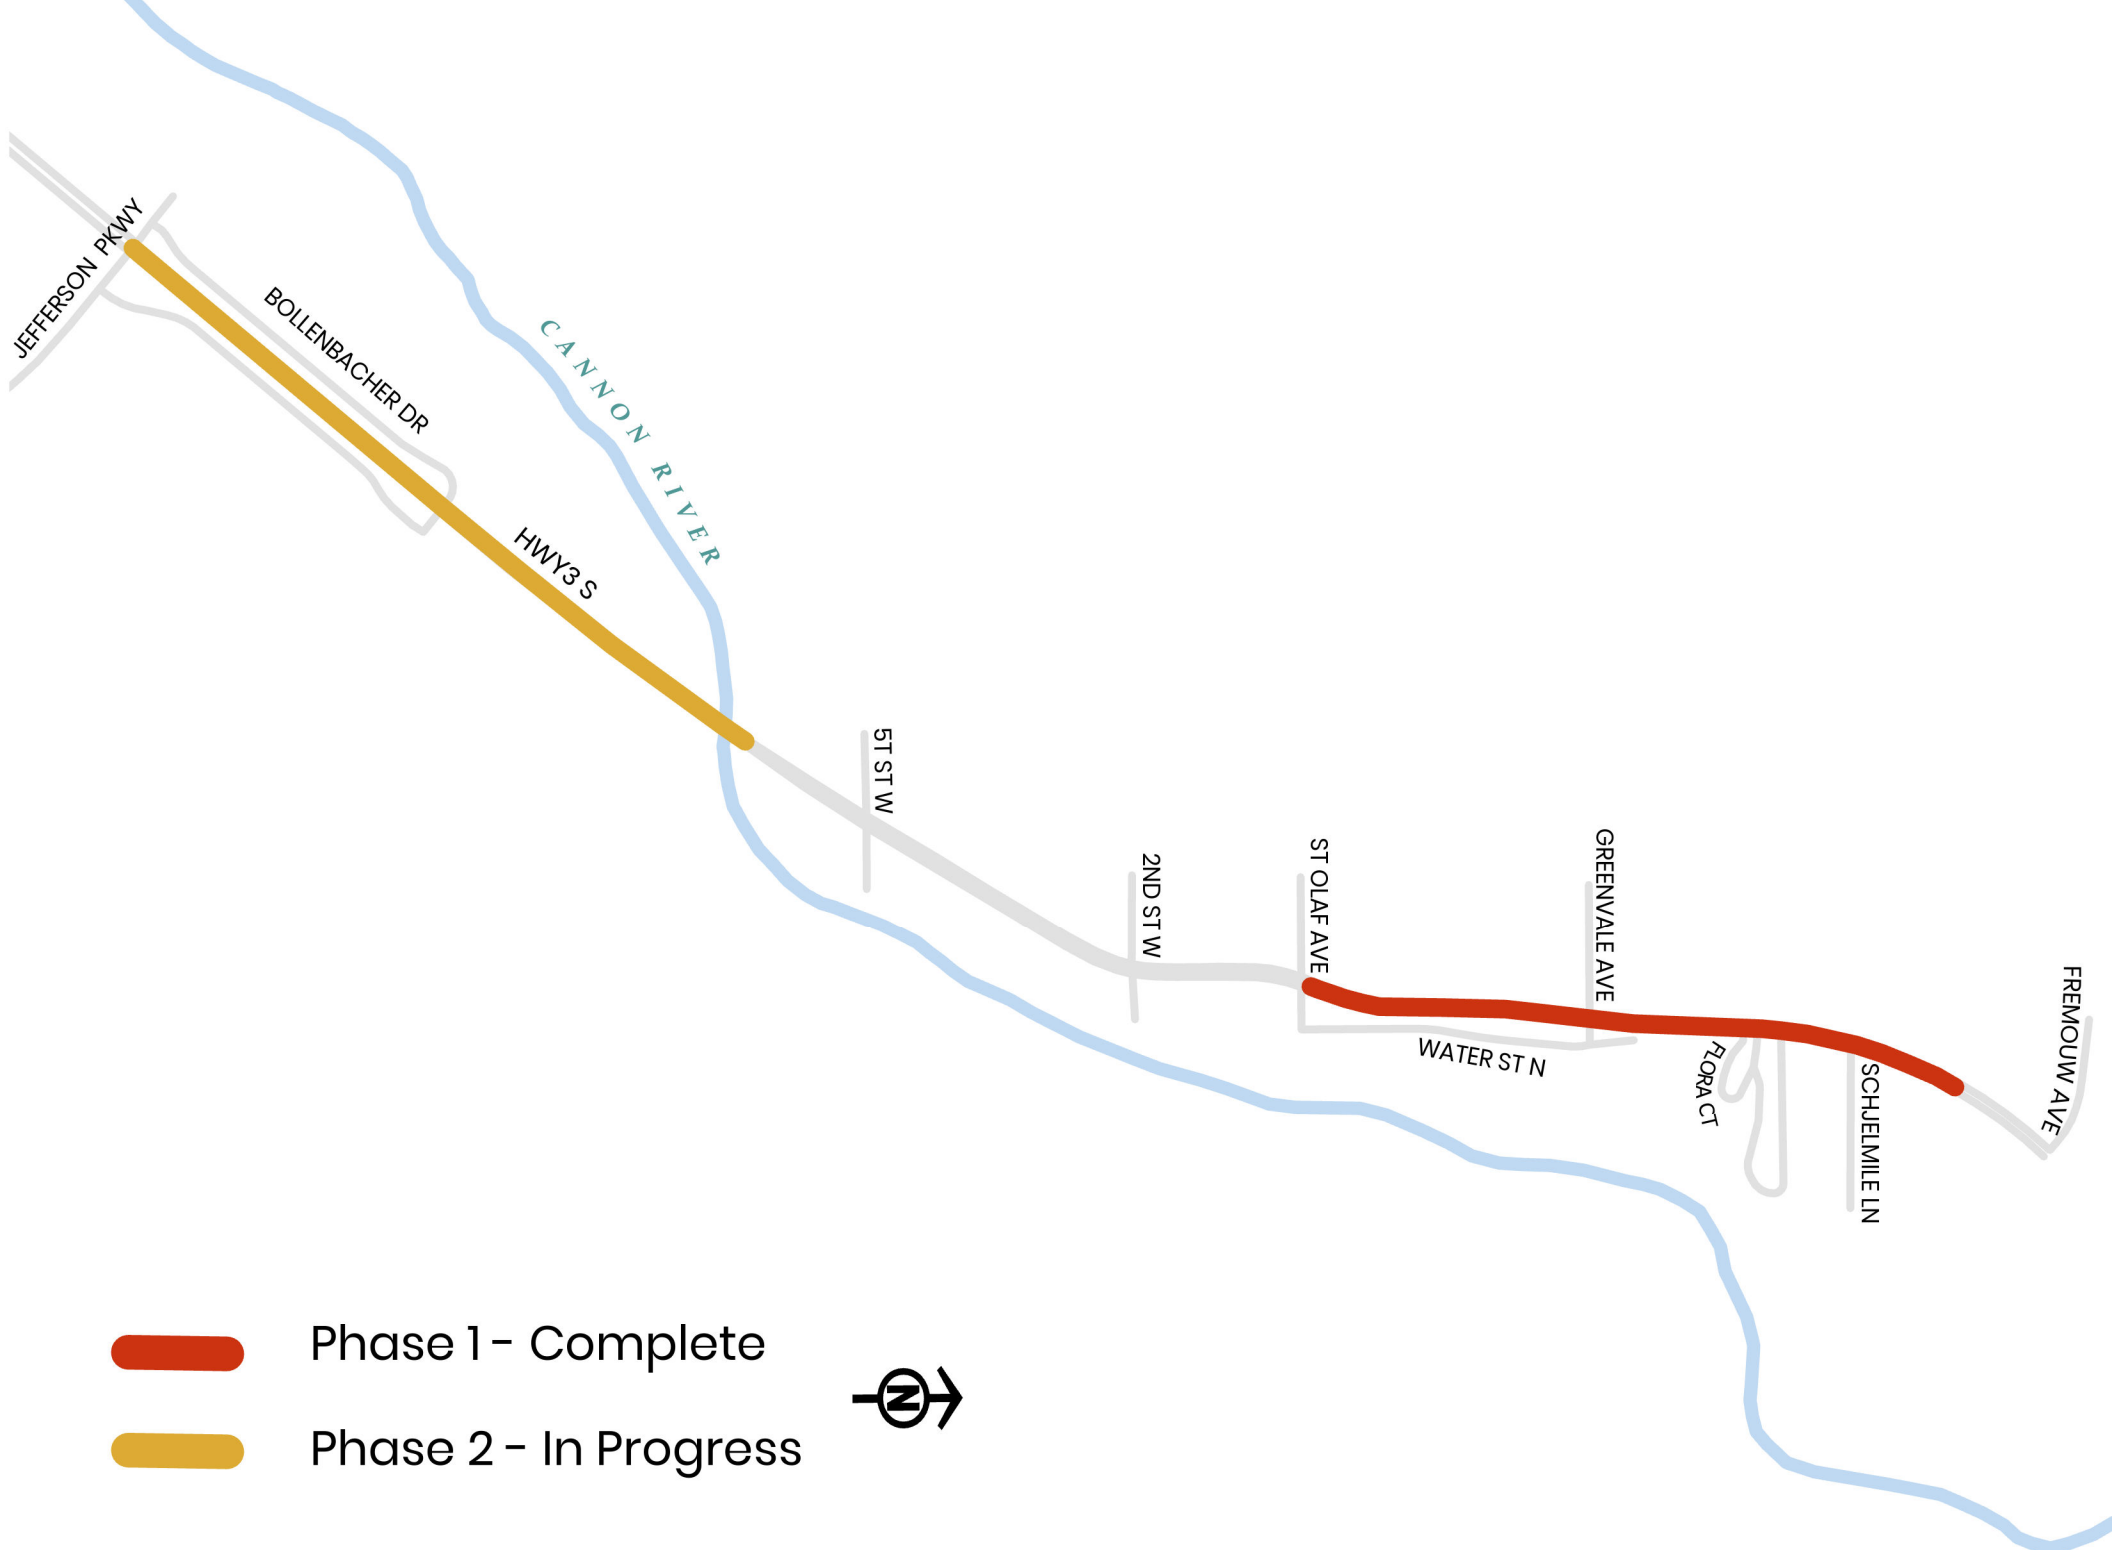 JEFFERSON PKWY
BOLLENBACHER DR
CANNON RIVER
HWY3 S
5T ST W
2ND ST W
ST OLAF AVE
GREENVALE AVE
WATER ST N
FLORA CT
SCHJELMILE LN
FREMOUW AVE
Phase 1 - Complete
N
Phase 2 - In Progress